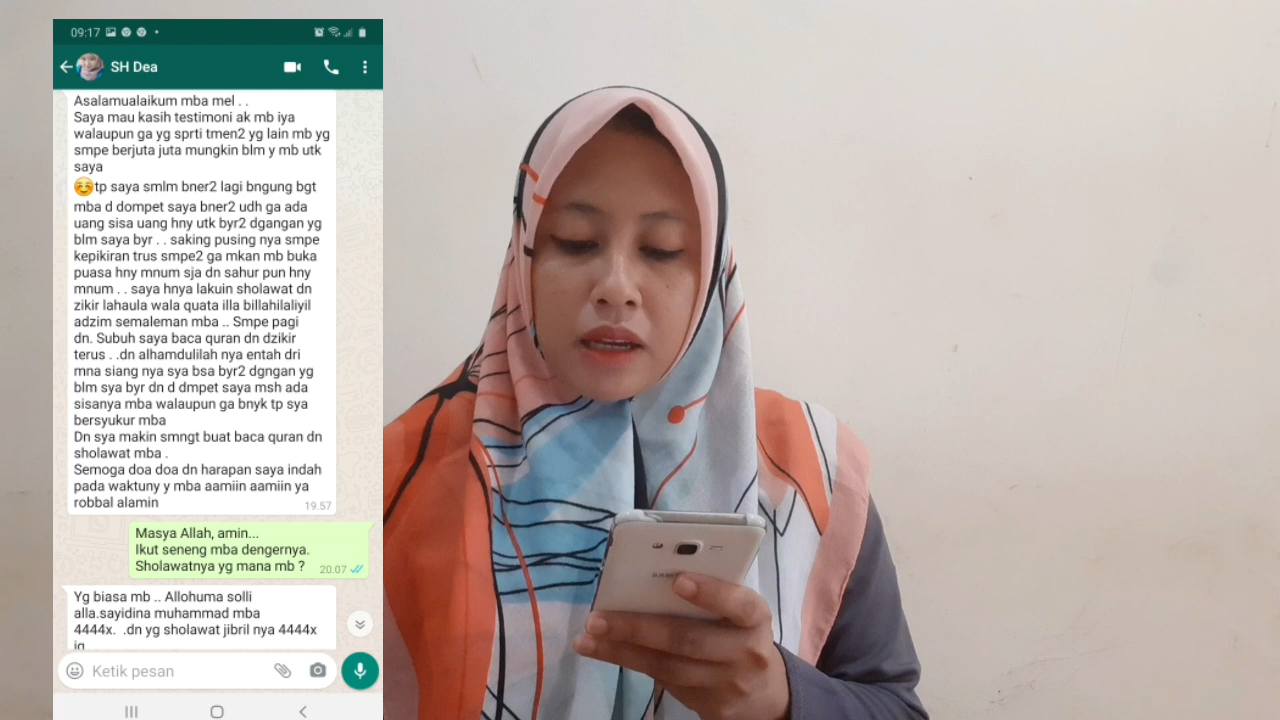 09:17
SH Dea
Asalamualaikum mba mel . .
Saya mau kasih testimoni ak mb iya
walaupun ga yg sprti tmen2 yg lain mb yg
smpe berjuta juta mungkin blm y mb utk
saya
☺️tp saya smlm bner2 lagi bngung bgt
mba d dompet saya bner2 udh ga ada
uang sisa uang hny utk byr2 dgangan yg
blm saya byr . . saking pusing nya smpe
kepikiran trus smpe2 ga mkan mb buka
puasa hny mnum sja dn sahur pun hny
mnum . . saya hnya lakuin sholawat dn
zikir lahaula wala quata illa billahilaliyil
adzim semaleman mba .. Smpe pagi
dn. Subuh saya baca quran dn dzikir
terus . .dn alhamdulilah nya entah dri
mna siang nya sya bsa byr2 dgngan yg
blm sya byr dn d dmpet saya msh ada
sisanya mba walaupun ga bnyk tp sya
bersyukur mba
Dn sya makin smngt buat baca quran dn
sholawat mba .
Semoga doa doa dn harapan saya indah
pada waktuny y mba aamiin aamiin ya
robbal alamin
19.57
Masya Allah, amin...
Ikut seneng mba dengernya.
Sholawatnya yg mana mb ?
20.07
Yg biasa mb .. Allohuma solli
alla.sayidina muhammad mba
4444x. .dn yg sholawat jibril nya 4444x
jg
Ketik pesan